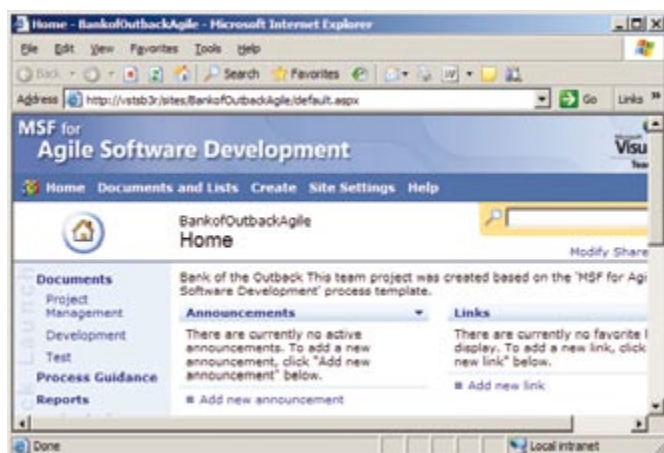 Home - BankofOutbackAgile - Microsoft Internet Explorer
File Edit View Favorites Tools Help
Back Search Favorites
Address http://vstsb3r/sites/BankofOutbackAgile/default.aspx Go Links
MSF for
Agile Software Development
Visu
Home Documents and Lists Create Site Settings Help
BankofOutbackAgile
Home
Modify Share
Documents
Project
Management
Development
Test
Process Guidance
Reports
Bank of the Outback This team project was created based on the 'MSF for Agi
Software Development' process template.
Announcements
There are currently no active
announcements. To add a new
announcement, click "Add new
announcement" below.
Add new announcement
Links
There are currently no favorite l
display. To add a new link, click
new link" below.
Add new link
Done
Local intranet